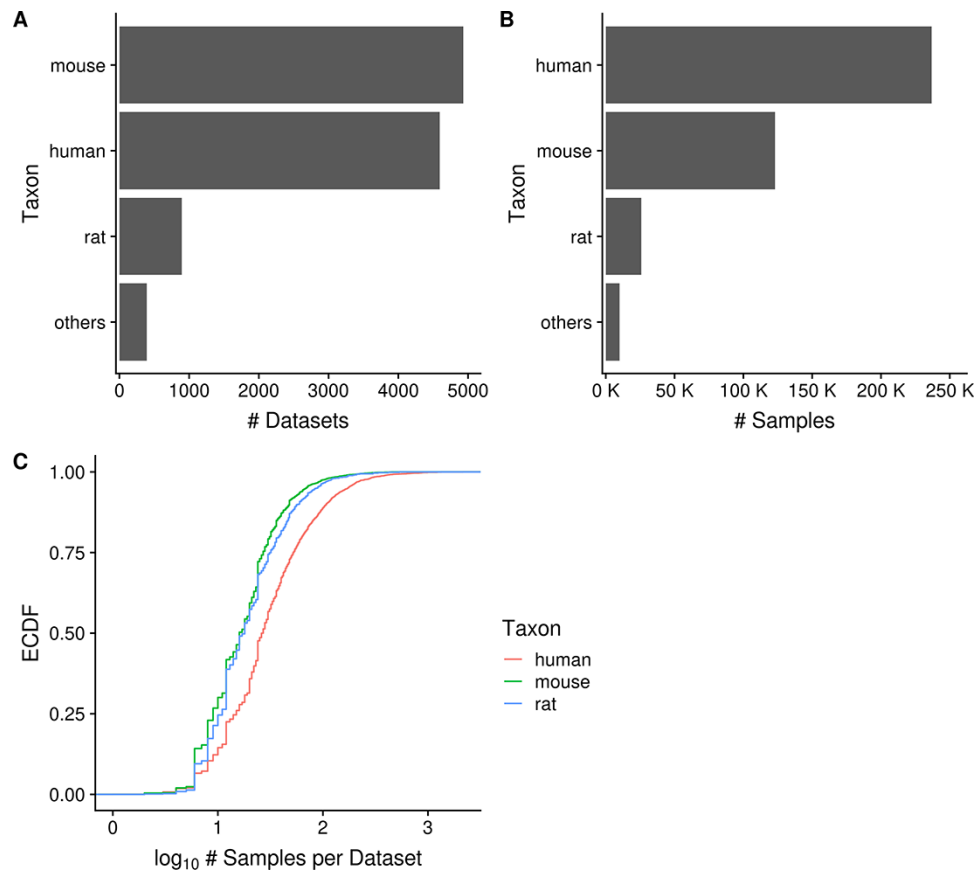 A
Taxon
mouse
human
rat
others
0 1000 2000 3000 4000 5000
# Datasets
B
Taxon
human
mouse
rat
others
0 K 50 K 100 K 150 K 200 K 250 K
# Samples
C
ECDF
1.00
0.75
0.50
0.25
0.00
0 1 2 3
log₁₀ # Samples per Dataset
Taxon
human
mouse
rat